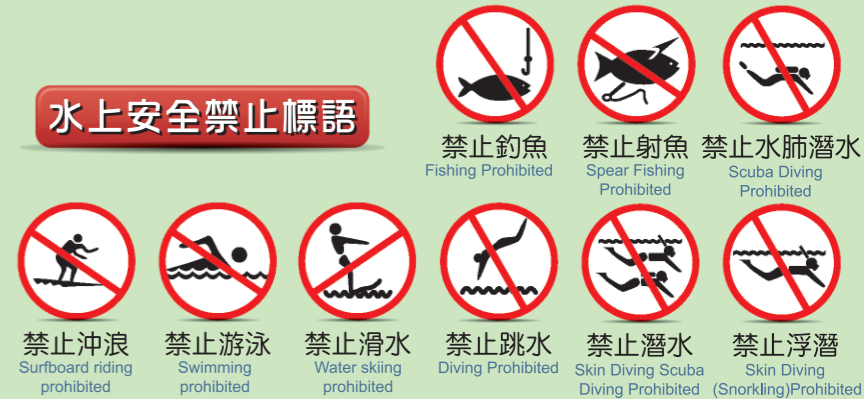 水上安全禁止標語
禁止釣魚
Fishing Prohibited
禁止射魚
Spear Fishing
Prohibited
禁止水肺潛水
Scuba Diving
Prohibited
禁止沖浪
Surfboard riding
prohibited
禁止游泳
Swimming
prohibited
禁止滑水
Water skiing
prohibited
禁止跳水
Diving Prohibited
禁止潛水
Skin Diving Scuba
Diving Prohibited
禁止浮潛
Skin Diving
(Snorkling)Prohibited